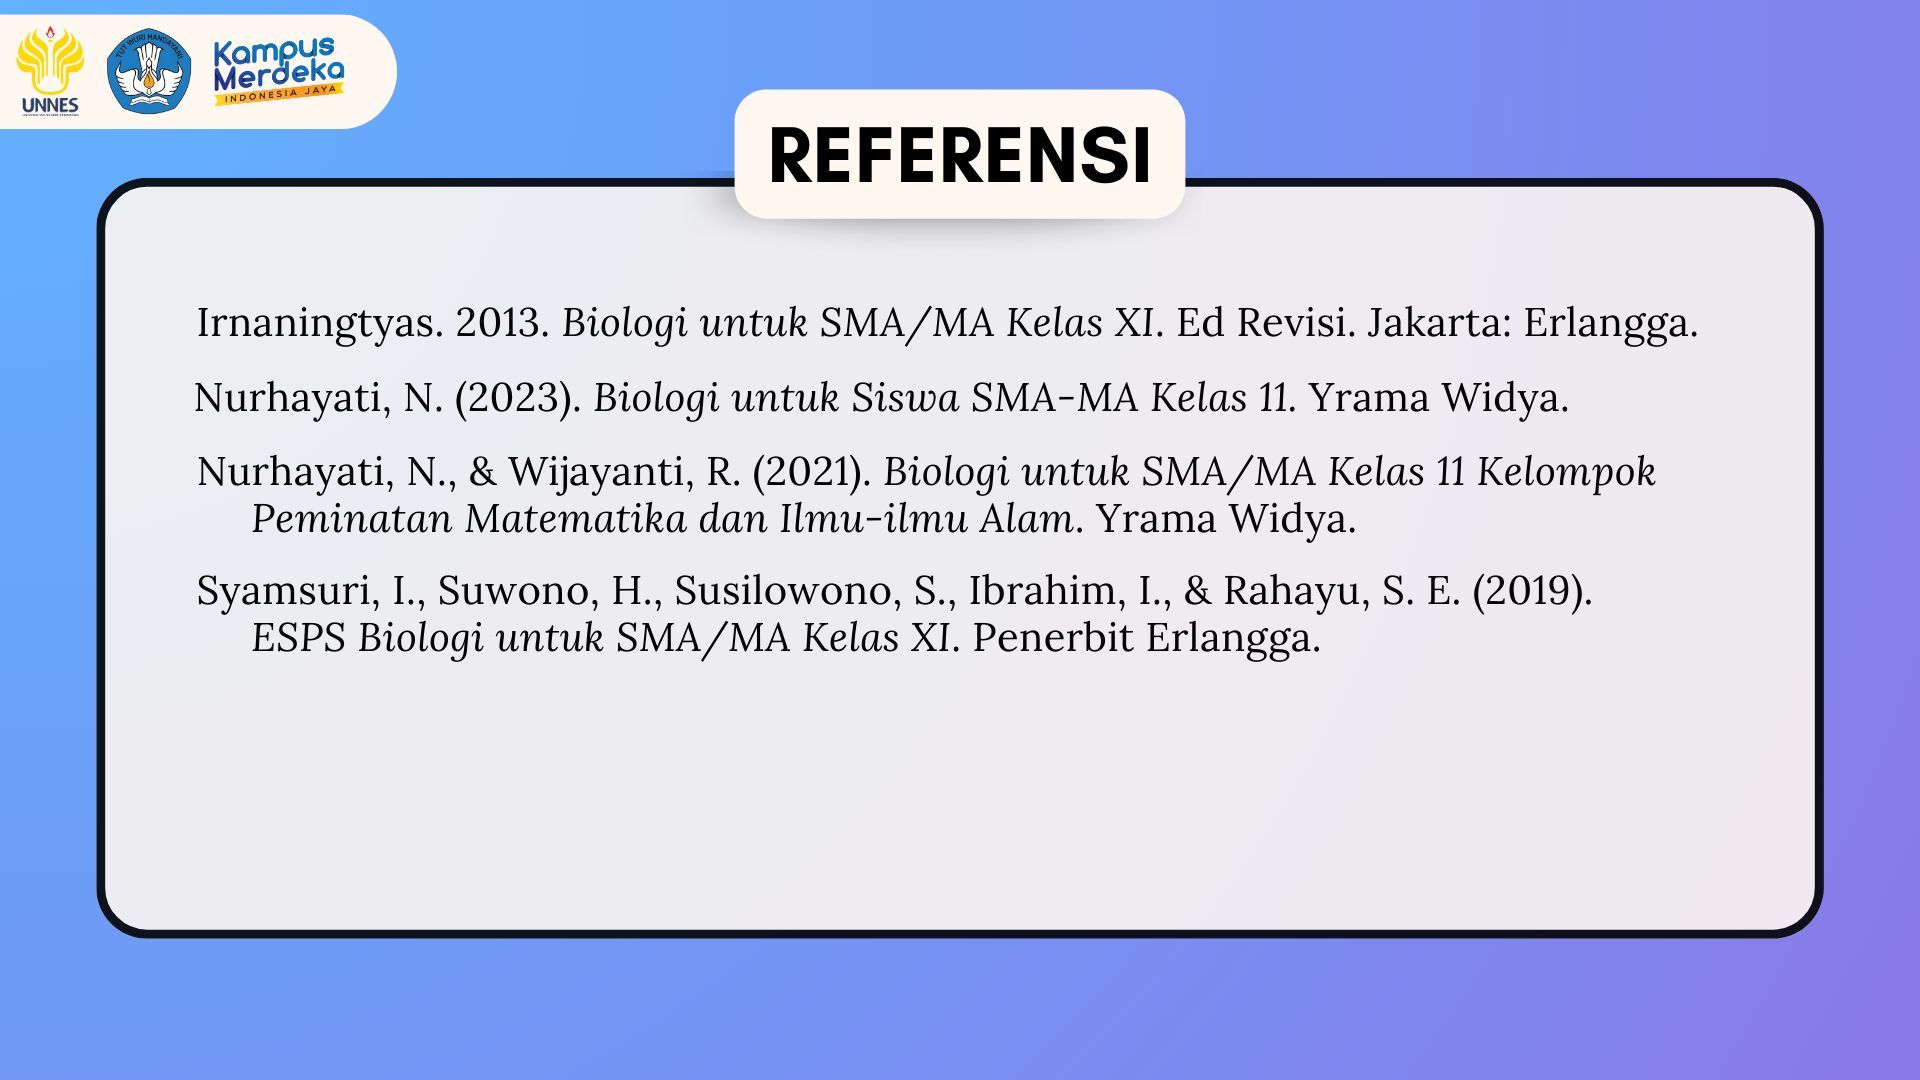 TUT WURI HANDAYANI
Kampus
Merdeka
INDONESIA JAYA
UNNES
REFERENSI
Irnaningtyas. 2013. Biologi untuk SMA/MA Kelas XI. Ed Revisi. Jakarta: Erlangga.
Nurhayati, N. (2023). Biologi untuk Siswa SMA-MA Kelas 11. Yrama Widya.
Nurhayati, N., & Wijayanti, R. (2021). Biologi untuk SMA/MA Kelas 11 Kelompok
Peminatan Matematika dan Ilmu-ilmu Alam. Yrama Widya.
Syamsuri, I., Suwono, H., Susilowono, S., Ibrahim, I., & Rahayu, S. E. (2019).
ESPS Biologi untuk SMA/MA Kelas XI. Penerbit Erlangga.